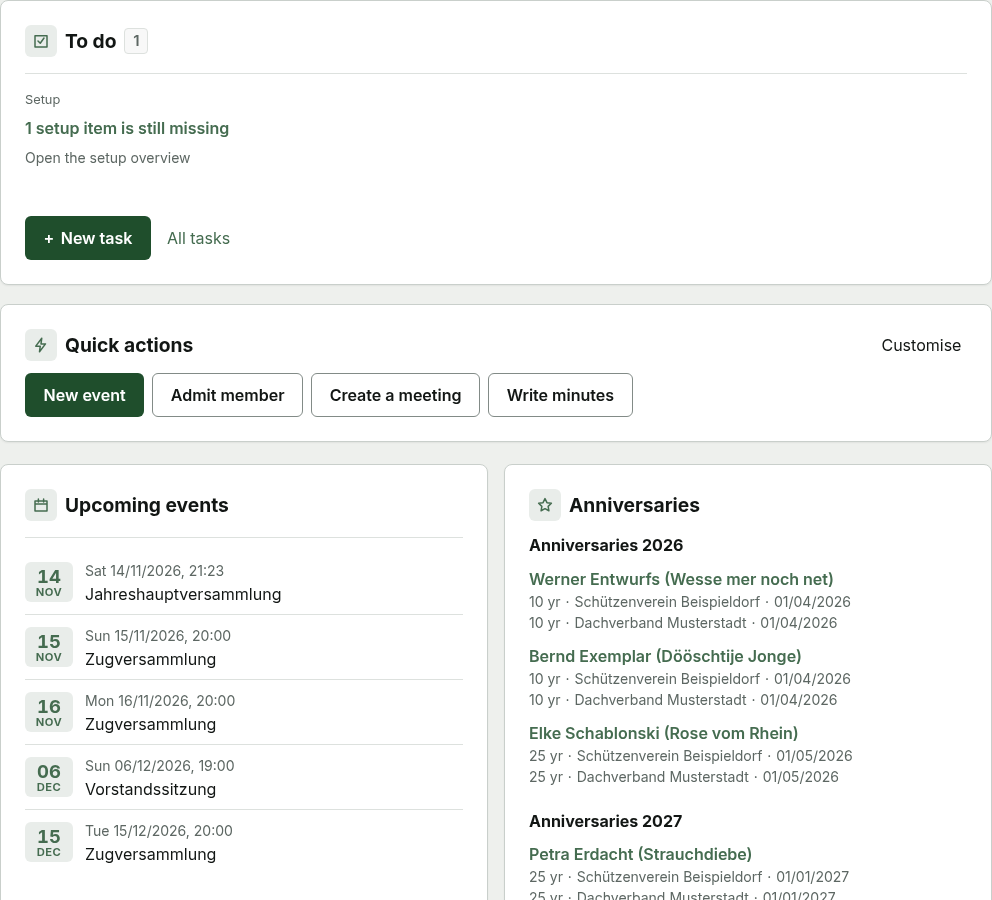 To do 1
Setup
1 setup item is still missing
Open the setup overview
+ New task All tasks
Quick actions Customise
New event Admit member Create a meeting Write minutes
Upcoming events
14 NOV
Sat 14/11/2026, 21:23
Jahreshauptversammlung
15 NOV
Sun 15/11/2026, 20:00
Zugversammlung
16 NOV
Mon 16/11/2026, 20:00
Zugversammlung
06 DEC
Sun 06/12/2026, 19:00
Vorstandssitzung
15 DEC
Tue 15/12/2026, 20:00
Zugversammlung
Anniversaries
Anniversaries 2026
Werner Entwurfs (Wesse mer noch net)
10 yr · Schützenverein Beispieldorf · 01/04/2026
10 yr · Dachverband Musterstadt · 01/04/2026
Bernd Exemplar (Dööschtije Jonge)
10 yr · Schützenverein Beispieldorf · 01/04/2026
10 yr · Dachverband Musterstadt · 01/04/2026
Elke Schablonski (Rose vom Rhein)
25 yr · Schützenverein Beispieldorf · 01/05/2026
25 yr · Dachverband Musterstadt · 01/05/2026
Anniversaries 2027
Petra Erdacht (Strauchdiebe)
25 yr · Schützenverein Beispieldorf · 01/01/2027
25 yr · Dachverband Musterstadt · 01/01/2027